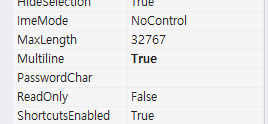 HideSelection True
ImeMode NoControl
MaxLength 32767
Multiline True
PasswordChar
ReadOnly False
ShortcutsEnabled True